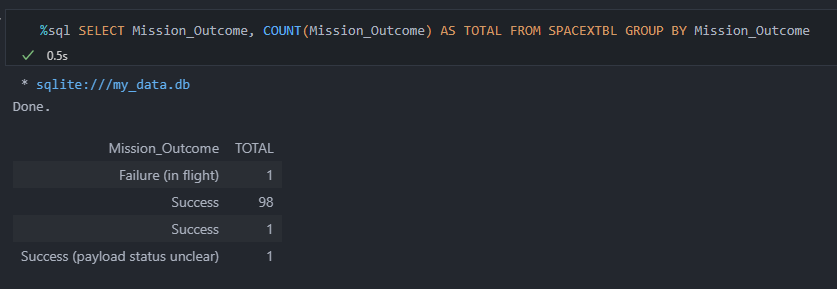 %sql SELECT Mission_Outcome, COUNT(Mission_Outcome) AS TOTAL FROM SPACEXTBL GROUP BY Mission_Outcome
✓ 0.5s
* sqlite:///my_data.db
Done.
Mission_Outcome TOTAL
Failure (in flight) 1
Success 98
Success 1
Success (payload status unclear) 1